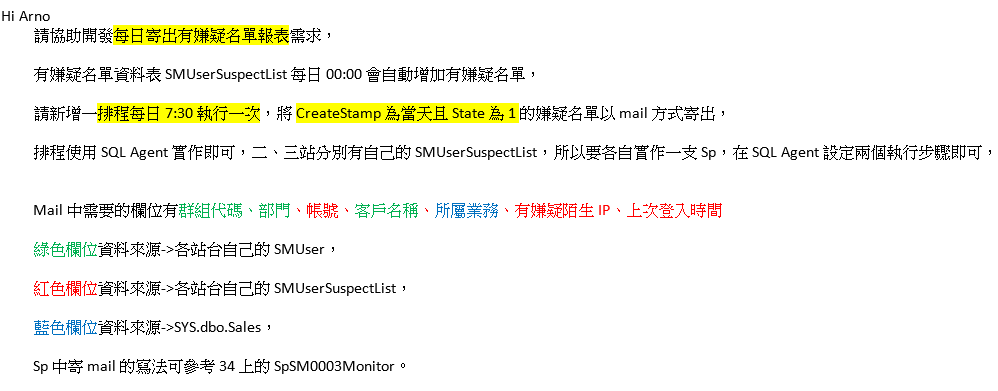 Hi Arno
請協助開發每日寄出有嫌疑名單報表需求，
有嫌疑名單資料表 SMUserSuspectList 每日 00:00 會自動增加有嫌疑名單，
請新增一排程每日 7:30 執行一次，將 CreateStamp 為當天且 State 為 1 的嫌疑名單以 mail 方式寄出，
排程使用 SQL Agent 實作即可，二、三站分別有自己的 SMUserSuspectList，所以要各自實作一支 Sp，在 SQL Agent 設定兩個執行步驟即可，
Mail 中需要的欄位有群組代碼、部門、帳號、客戶名稱、所屬業務、有嫌疑陌生 IP、上次登入時間
綠色欄位資料來源->各站台自己的 SMUser，
紅色欄位資料來源->各站台自己的 SMUserSuspectList，
藍色欄位資料來源->SYS.dbo.Sales，
Sp 中寄 mail 的寫法可參考 34 上的 SpSM0003Monitor。